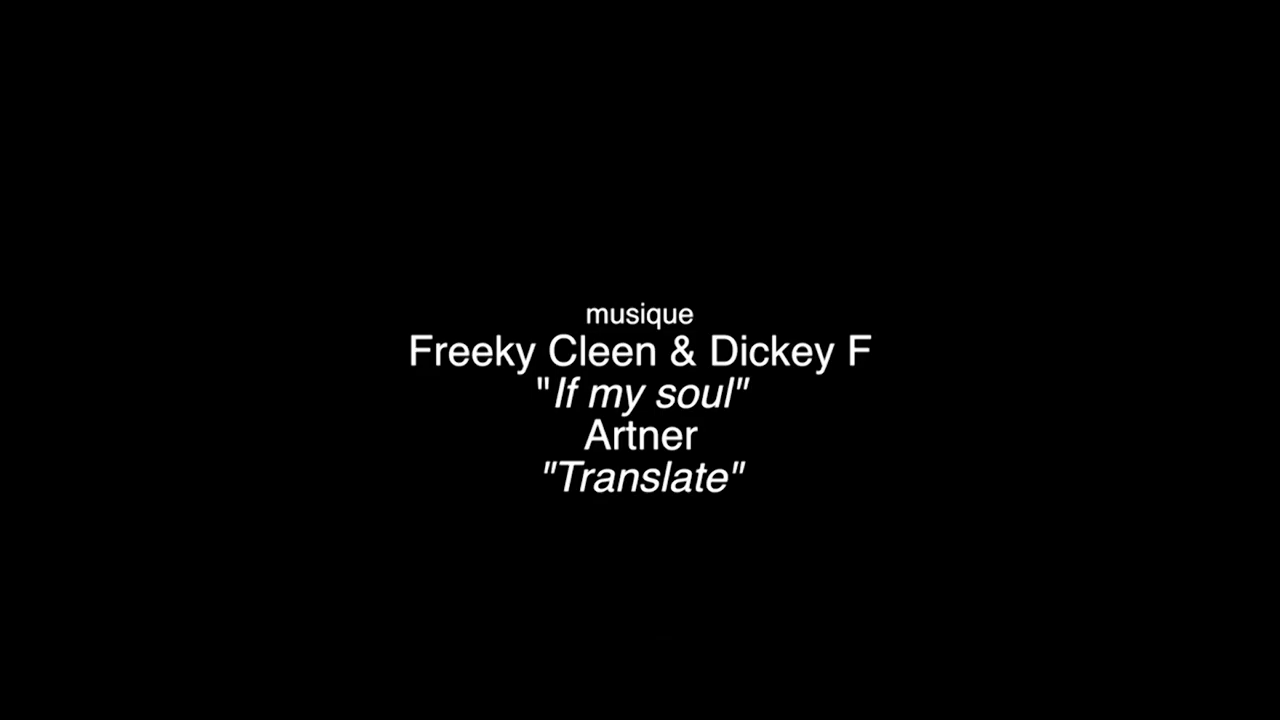 musique
Freeky Cleen & Dickey F
"If my soul"
Artner
"Translate"